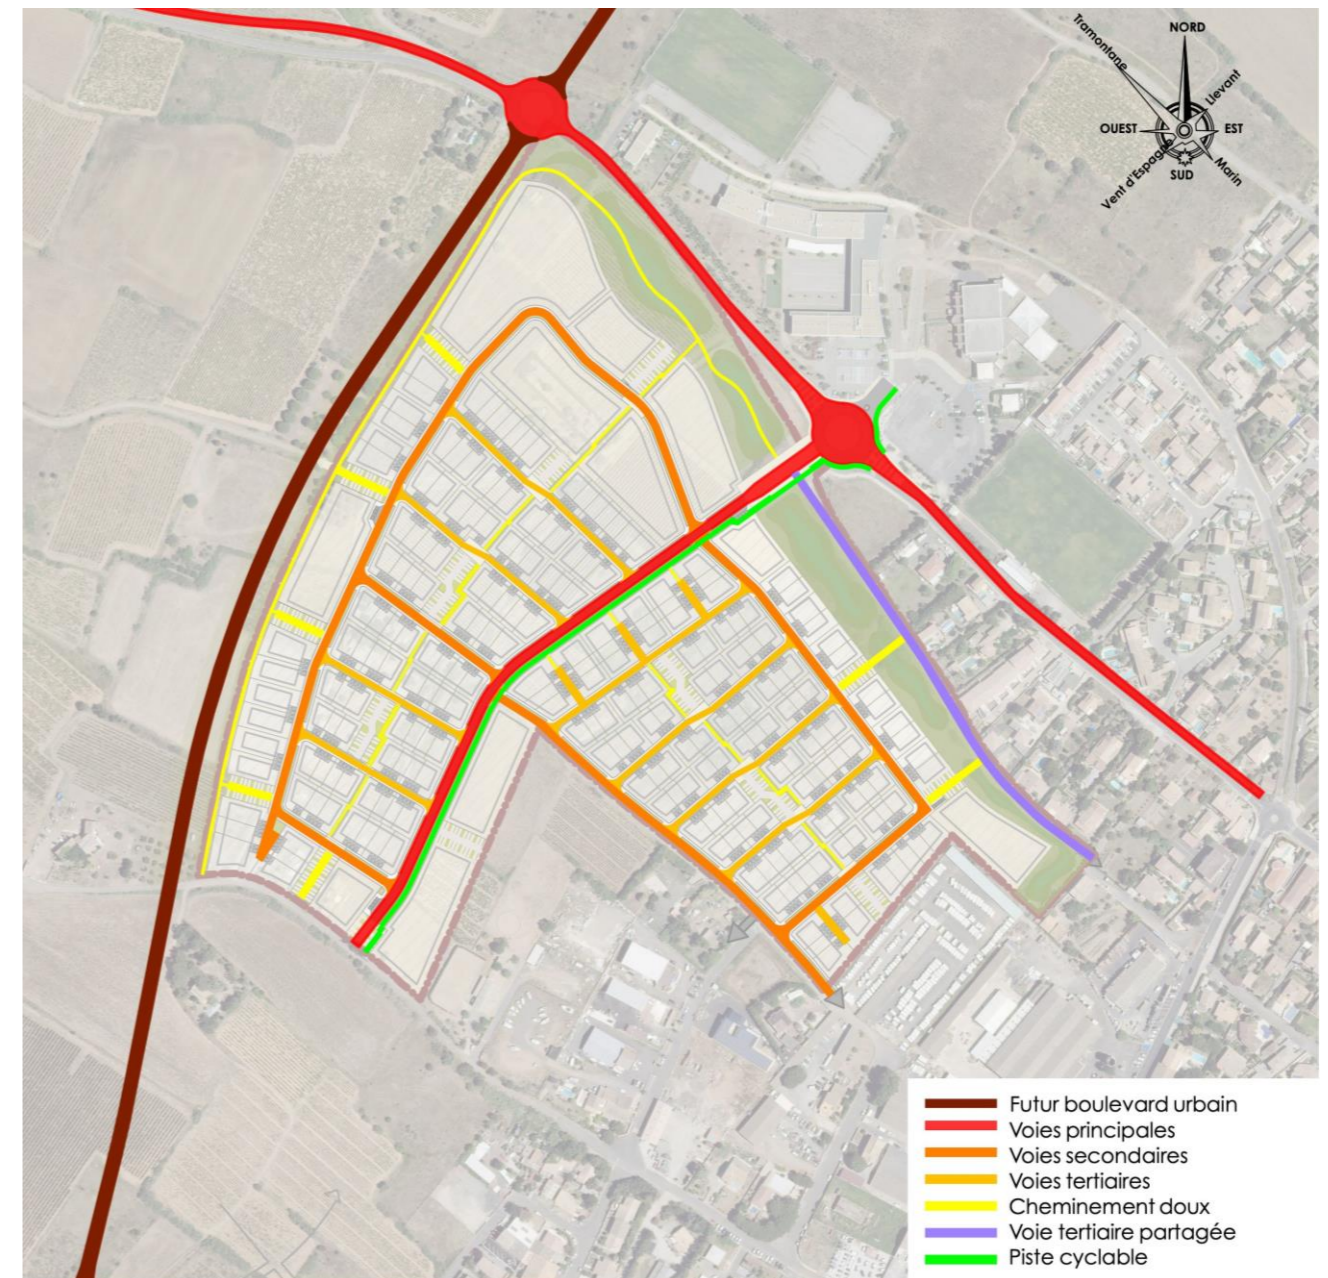 NORD
Tramontane
Llevant
OUEST
EST
Vent d'Espagne
Marin
SUD
Futur boulevard urbain
Voies principales
Voies secondaires
Voies tertiaires
Cheminement doux
Voie tertiaire partagée
Piste cyclable